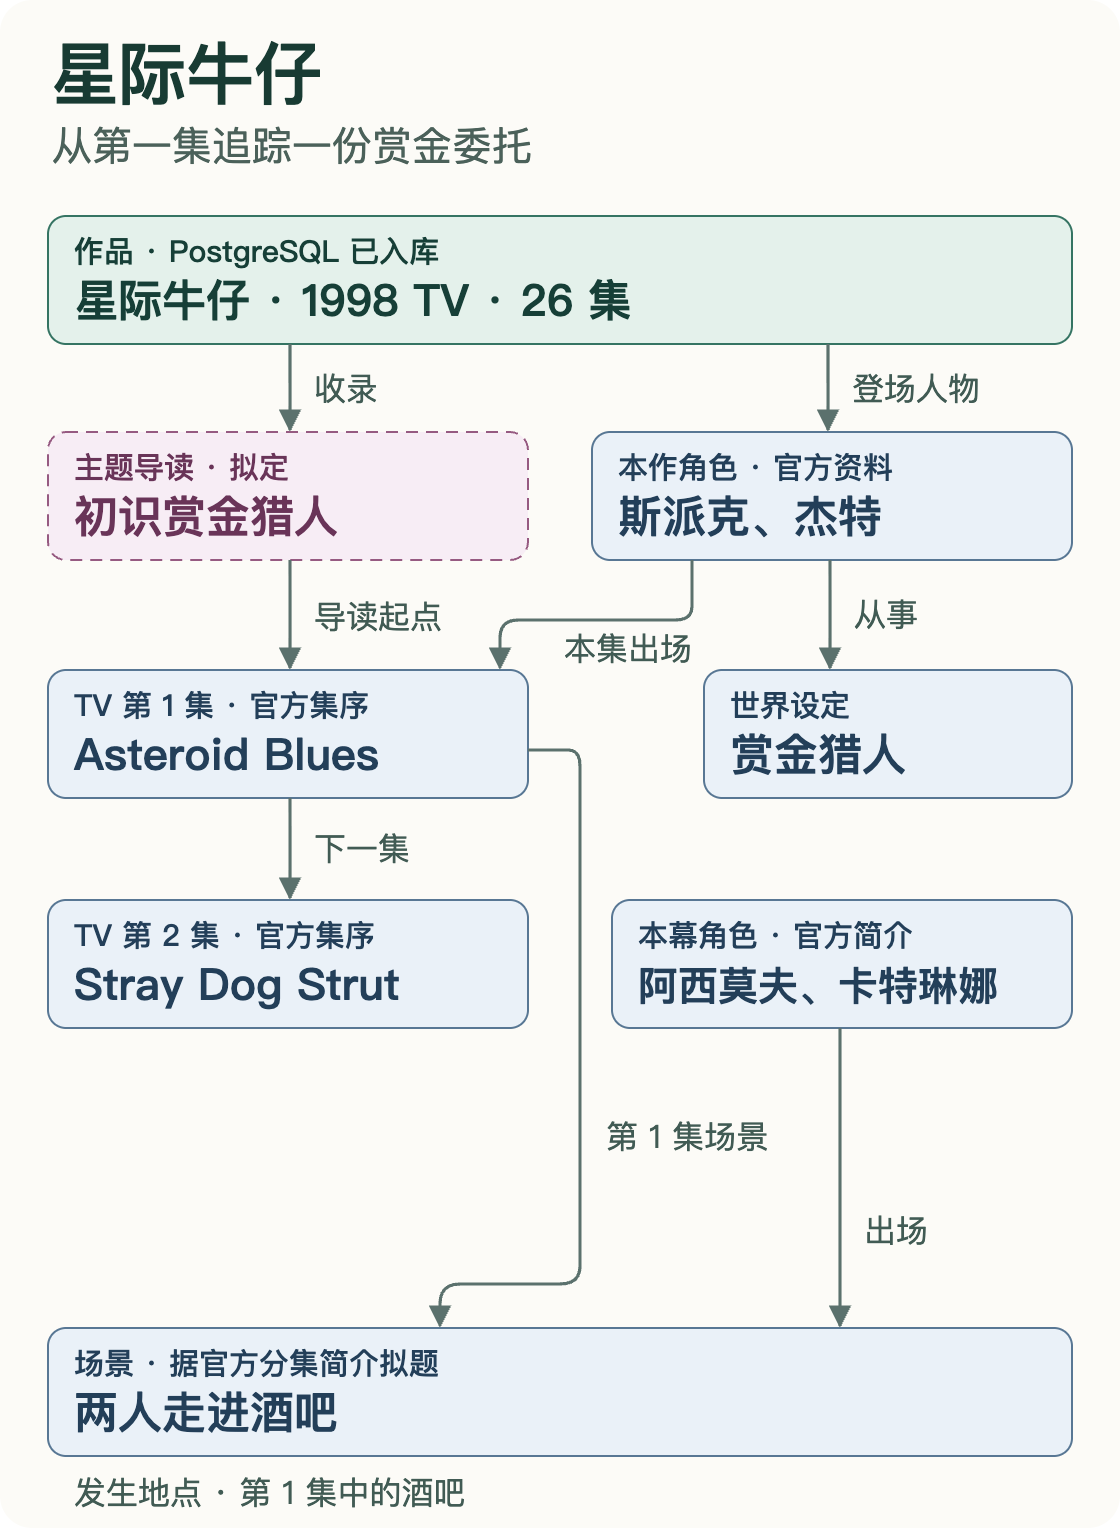 星际牛仔
从第一集追踪一份赏金委托
作品 · PostgreSQL 已入库
星际牛仔 · 1998 TV · 26 集
收录
登场人物
主题导读 · 拟定
初识赏金猎人
本作角色 · 官方资料
斯派克、杰特
导读起点
本集出场
从事
TV 第 1 集 · 官方集序
Asteroid Blues
世界设定
赏金猎人
下一集
TV 第 2 集 · 官方集序
Stray Dog Strut
本幕角色 · 官方简介
阿西莫夫、卡特琳娜
第 1 集场景
出场
场景 · 据官方分集简介拟题
两人走进酒吧
发生地点 · 第 1 集中的酒吧